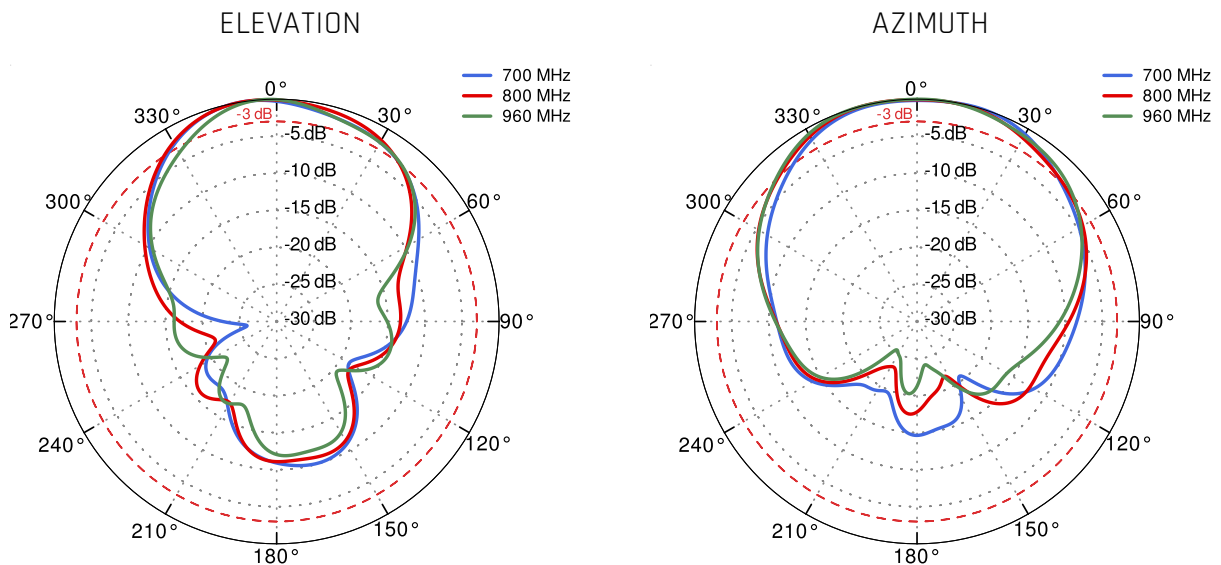 ELEVATION
700 MHz
800 MHz
960 MHz
0°
30°
60°
90°
120°
150°
180°
210°
240°
270°
300°
330°
-3 dB
-5 dB
-10 dB
-15 dB
-20 dB
-25 dB
-30 dB
AZIMUTH
700 MHz
800 MHz
960 MHz
0°
30°
60°
90°
120°
150°
180°
210°
240°
270°
300°
330°
-3 dB
-5 dB
-10 dB
-15 dB
-20 dB
-25 dB
-30 dB